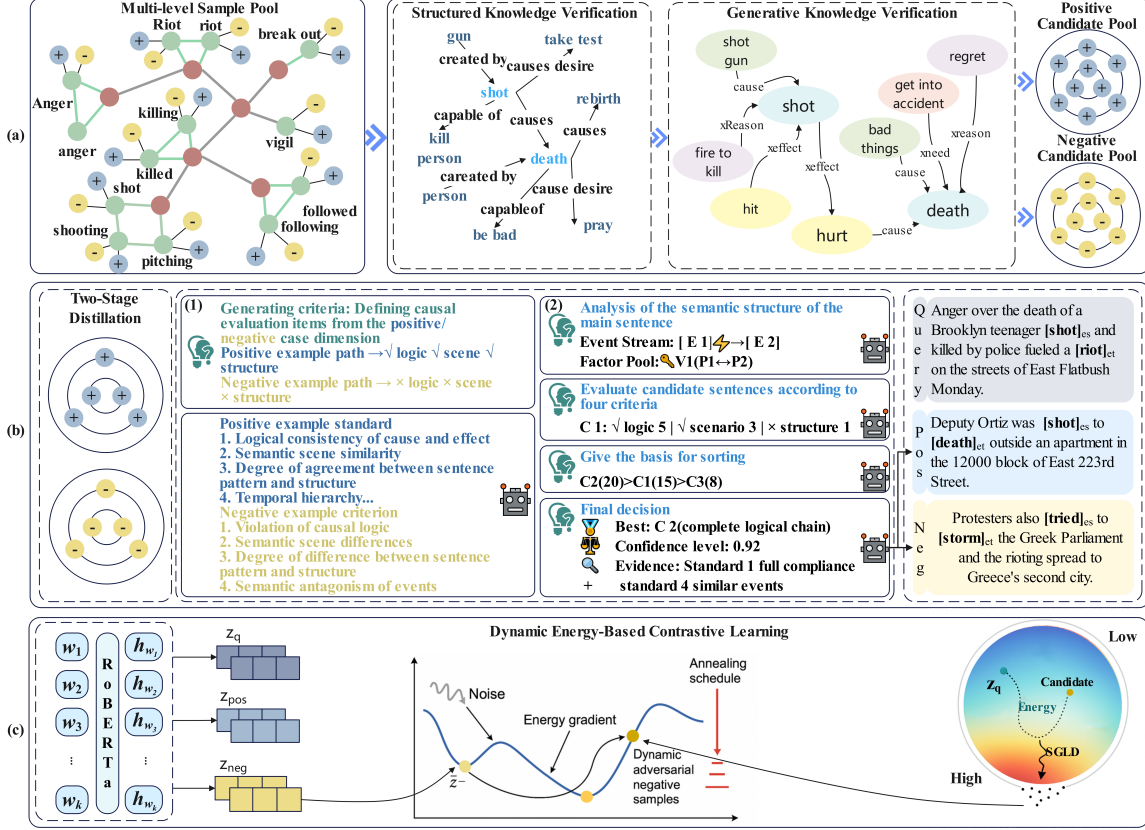 (a)
Multi-level Sample Pool
Riot
riot
break out
+
-
Anger
anger
killing
killed
vigil
shot
shooting
pitching
followed
following
Structured Knowledge Verification
gun
created by
shot
take test
causes desire
rebirth
capable of
causes
causes
kill
person
death
careated by
person
cause desire
capableof
be bad
pray
Generative Knowledge Verification
shot
gun
regret
cause
shot
get into
accident
xReason
bad
things
xreason
fire to
kill
xeffect
xeffect
xneed
cause
hit
death
hurt
cause
Positive
Candidate Pool
Negative
Candidate Pool
(b)
Two-Stage
Distillation
(1)
Generating criteria: Defining causal
evaluation items from the positive/
negative case dimension
Positive example path →√ logic √ scene √
structure
Negative example path → × logic × scene
× structure
Positive example standard
1. Logical consistency of cause and effect
2. Semantic scene similarity
3. Degree of agreement between sentence
pattern and structure
4. Temporal hierarchy...
Negative example criterion
1. Violation of causal logic
2. Semantic scene differences
3. Degree of difference between sentence
pattern and structure
4. Semantic antagonism of events
(2)
Analysis of the semantic structure of the
main sentence
Event Stream: [ E 1]⚡→[ E 2]
Factor Pool:🔑V1(P1↔P2)
Evaluate candidate sentences according to
four criteria
C 1: √ logic 5 | √ scenario 3 | × structure 1
Give the basis for sorting
C2(20)>C1(15)>C3(8)
Final decision
Best: C 2(complete logical chain)
Confidence level: 0.92
Evidence: Standard 1 full compliance
+ standard 4 similar events
Query
Anger over the death of a
Brooklyn teenager [shot]es and
killed by police fueled a [riot]et
on the streets of East Flatbush
Monday.
Pos
Deputy Ortiz was [shot]es to
[death]et outside an apartment in
the 12000 block of East 223rd
Street.
Neg
Protesters also [tried]es to
[storm]et the Greek Parliament
and the rioting spread to
Greece's second city.
(c)
w1
w2
w3
...
wk
RoBERTa
hw1
hw2
hw3
...
hwk
zq
zpos
zneg
Dynamic Energy-Based Contrastive Learning
Noise
Energy gradient
z̄−
Dynamic
adversarial
negative
samples
Annealing
schedule
Low
zq
Candidate
Energy
SGLD
High